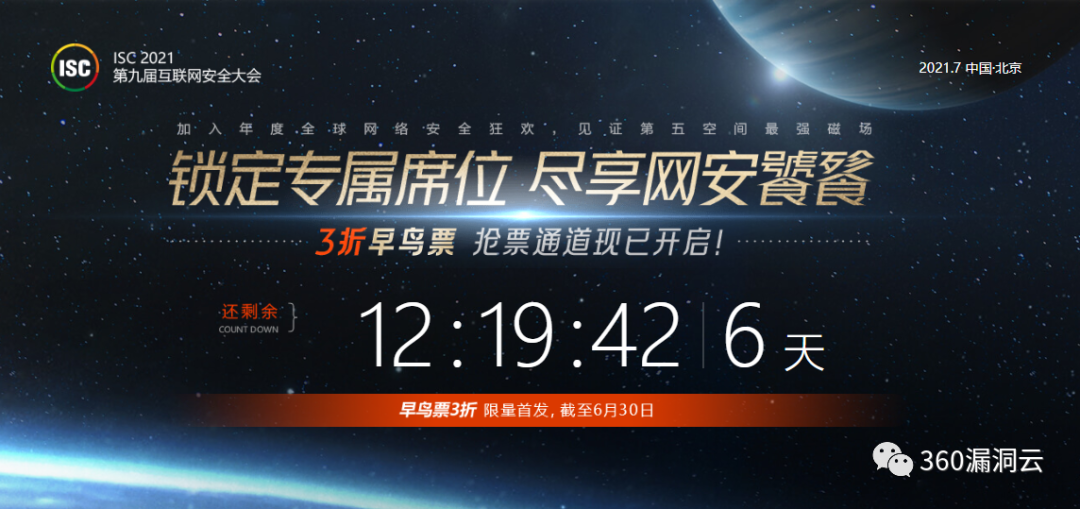 ISC
ISC 2021
第九届互联网安全大会
2021.7 中国·北京
加入年度全球网络安全狂欢，见证第五空间最强磁场
锁定专属席位 尽享网安饕餮
3折早鸟票 抢票通道现已开启！
还剩余
COUNT DOWN
12:19:42 6 天
早鸟票3折 限量首发, 截至6月30日
360漏洞云